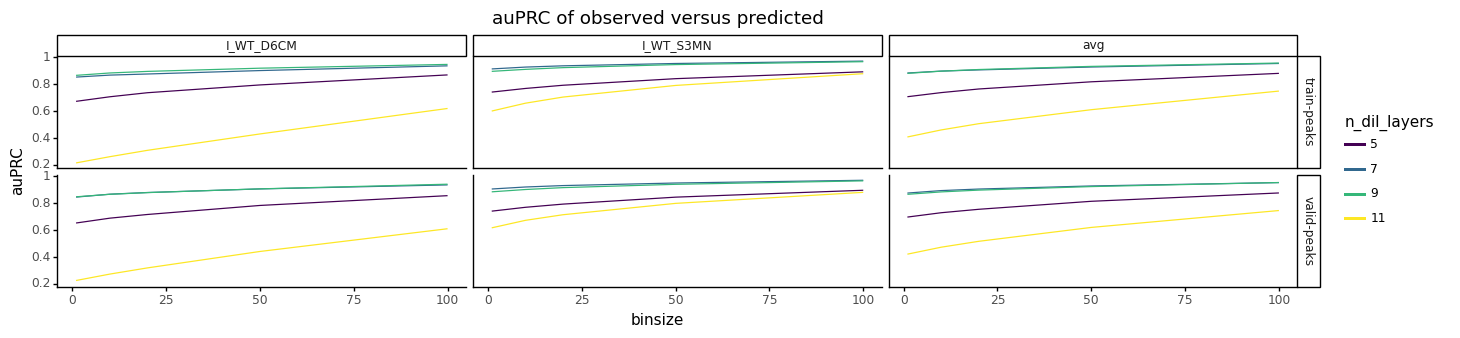 auPRC of observed versus predicted
I_WT_D6CM
I_WT_S3MN
avg
auPRC
1
0.8
0.6
0.4
0.2
train-peaks
1
0.8
0.6
0.4
0.2
valid-peaks
0 25 50 75 100
0 25 50 75 100
0 25 50 75 100
binsize
n_dil_layers
5
7
9
11